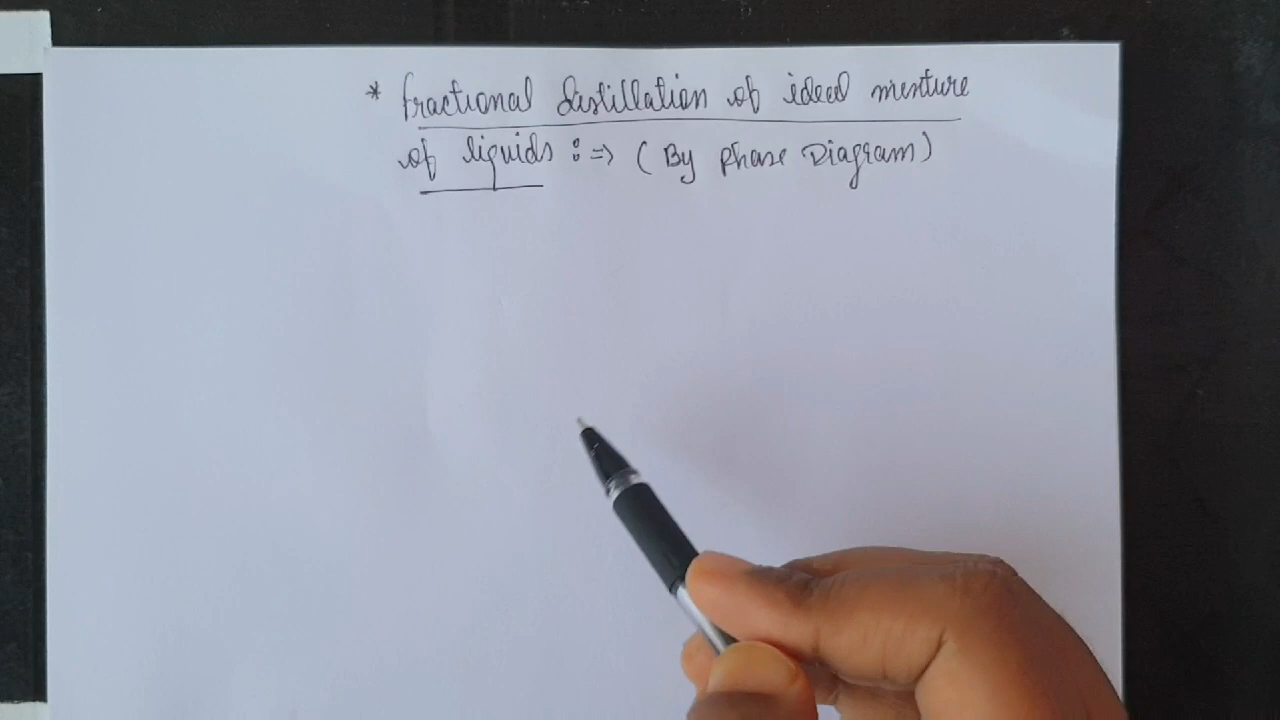 * fractional distillation of ideal mixture
of liquids :⇒ (By Phase Diagram)